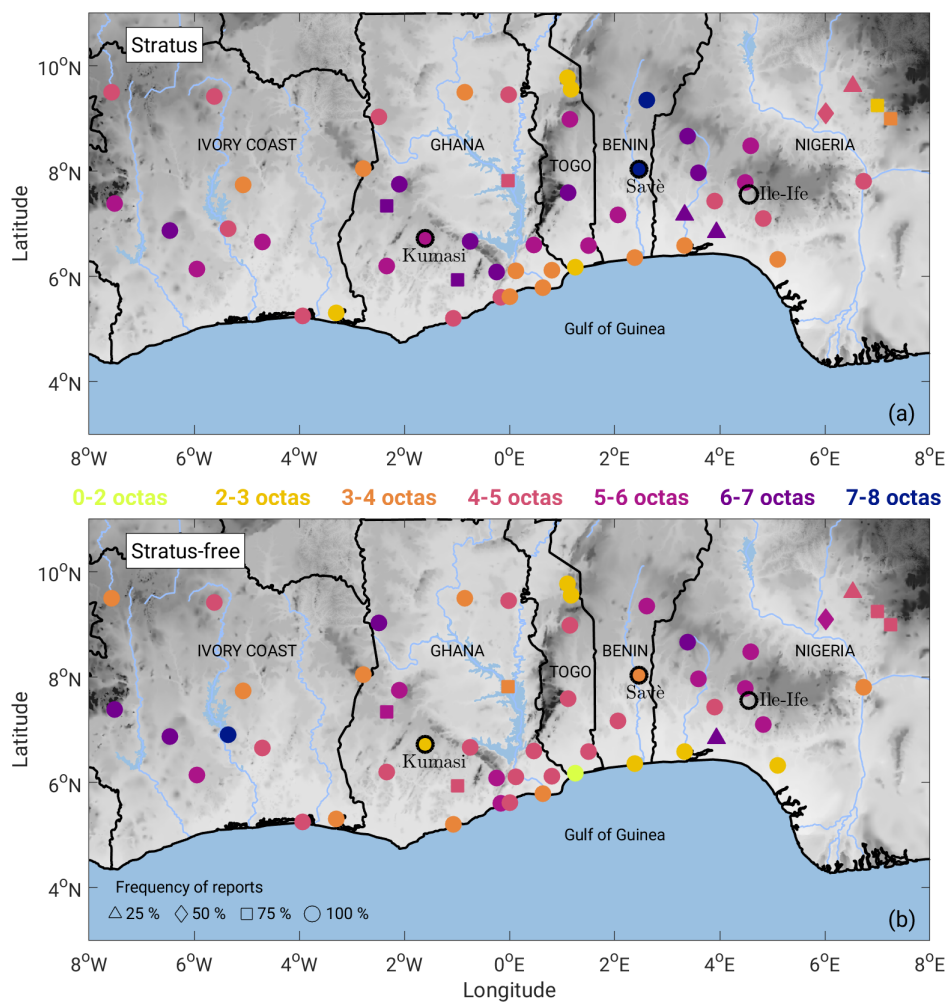 10°N
Stratus
IVORY COAST
GHANA
TOGO
BENIN
NIGERIA
8°N
Savè
Ile-Ife
Latitude
Kumasi
6°N
Gulf of Guinea
4°N
(a)
8°W 6°W 4°W 2°W 0°E 2°E 4°E 6°E 8°E
0-2 octas 2-3 octas 3-4 octas 4-5 octas 5-6 octas 6-7 octas 7-8 octas
Stratus-free
10°N
IVORY COAST
GHANA
TOGO
BENIN
NIGERIA
8°N
Savè
Ile-Ife
Latitude
Kumasi
6°N
Gulf of Guinea
4°N
Frequency of reports
25 % 50 % 75 % 100 %
(b)
8°W 6°W 4°W 2°W 0°E 2°E 4°E 6°E 8°E
Longitude